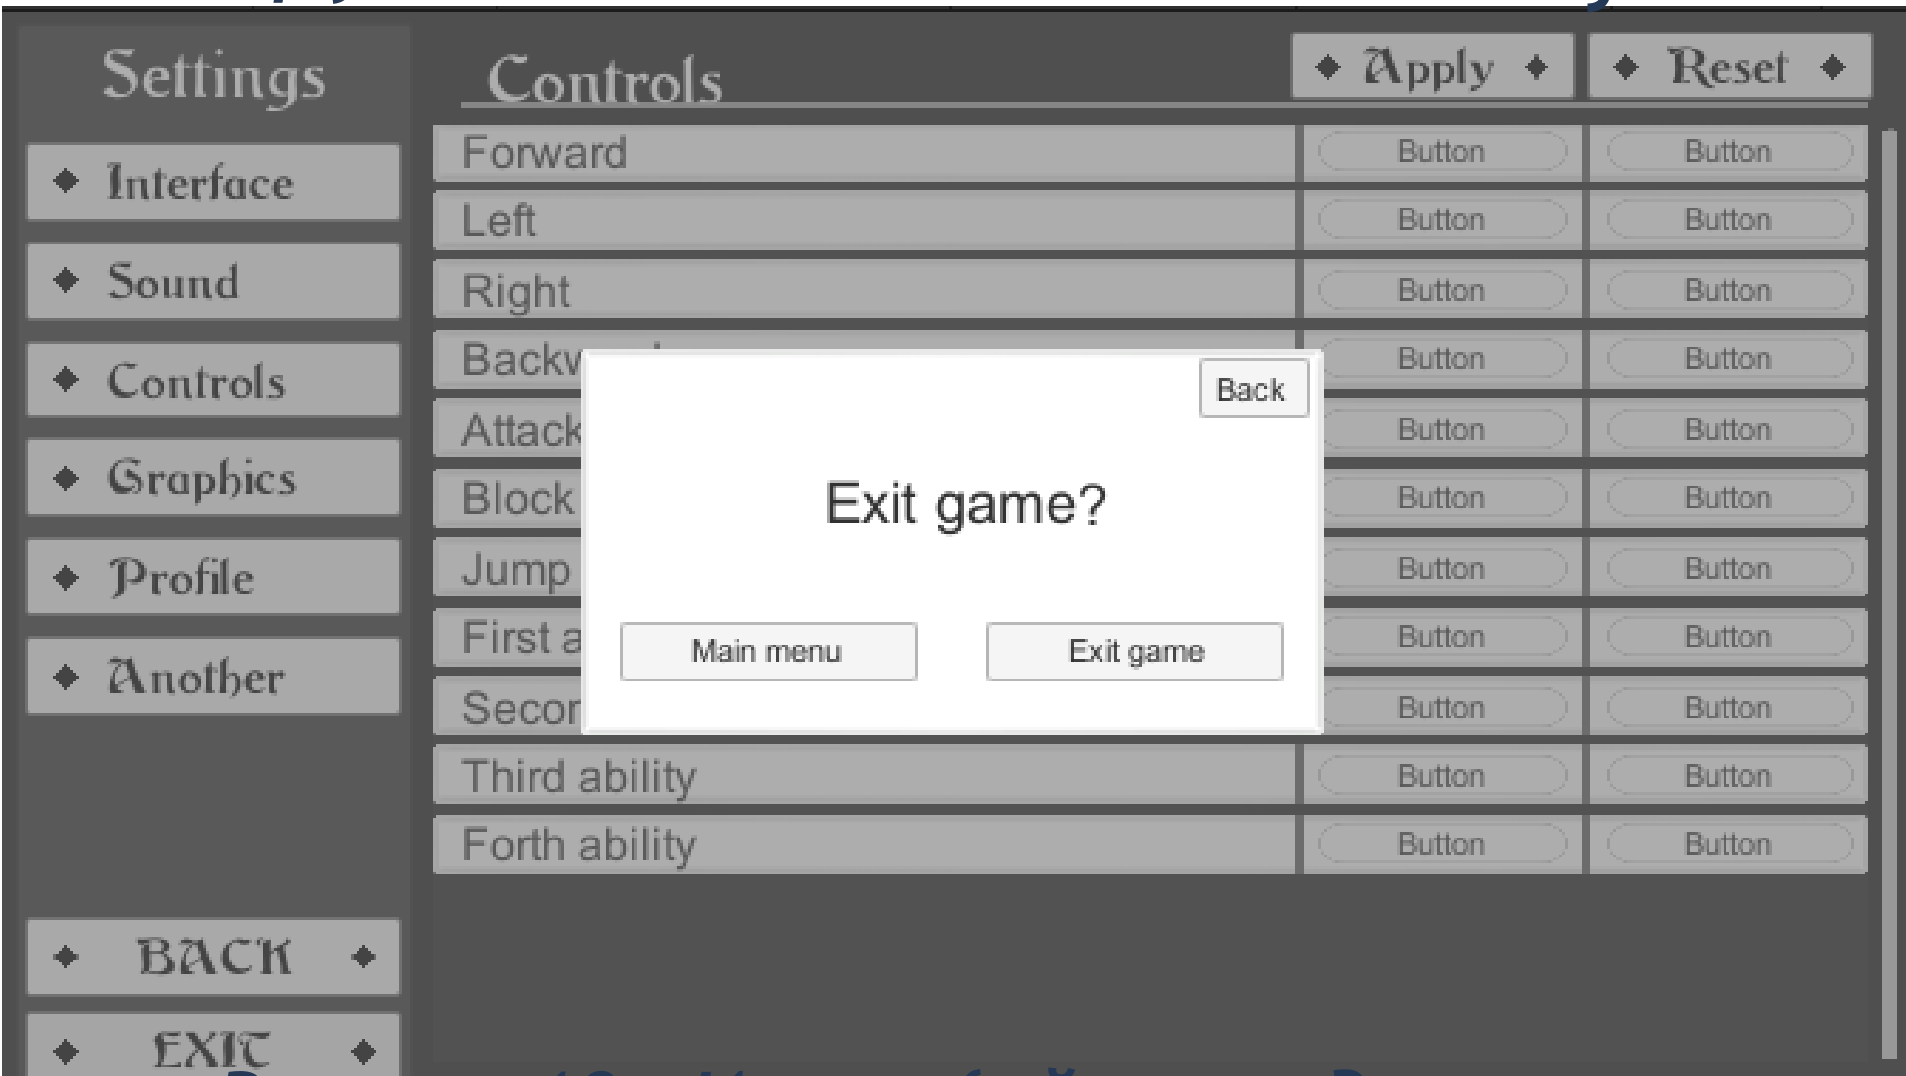 Settings
Controls
Apply
Reset
Interface
Sound
Controls
Graphics
Profile
Another
BACK
EXIT
Forward Button Button
Left Button Button
Right Button Button
Button Button
Attack Button Button
Block Button Button
Jump Button Button
First a Button Button
Button Button
Third ability Button Button
Forth ability Button Button
Back
Exit game?
Main menu Exit game